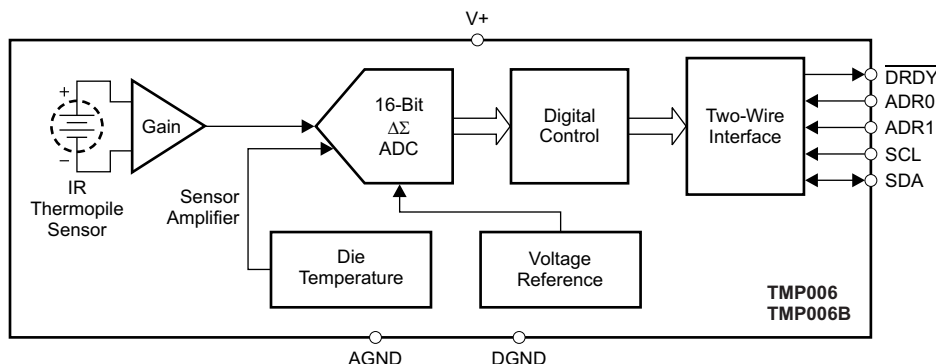 V+
+
−
IR
Thermopile
Sensor
Gain
Sensor
Amplifier
16-Bit
ΔΣ
ADC
Digital
Control
Two-Wire
Interface
DRDY
ADR0
ADR1
SCL
SDA
Die
Temperature
Voltage
Reference
TMP006
TMP006B
AGND
DGND